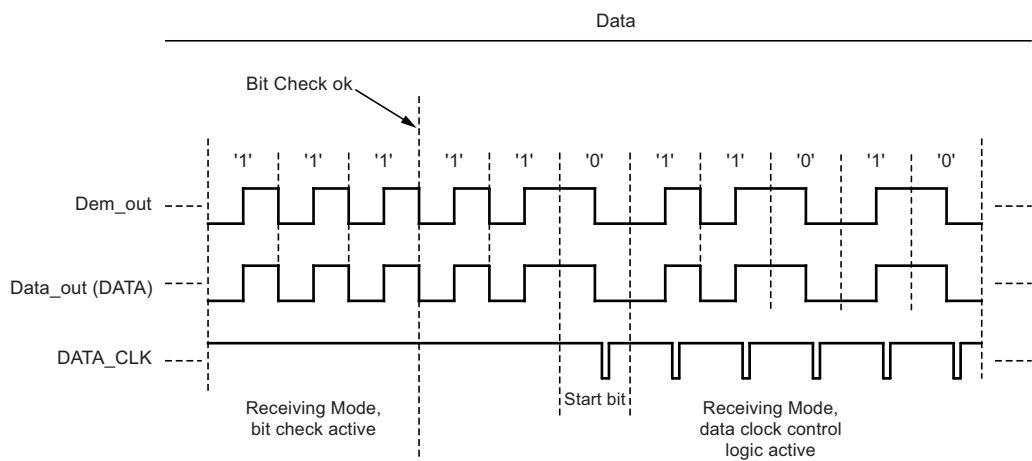 Data
Bit Check ok
'1' '1' '1' '1' '1' '0' '1' '1' '0' '1' '0'
Dem_out
Data_out (DATA)
DATA_CLK
Start bit
Receiving Mode,
bit check active
Receiving Mode,
data clock control
logic active